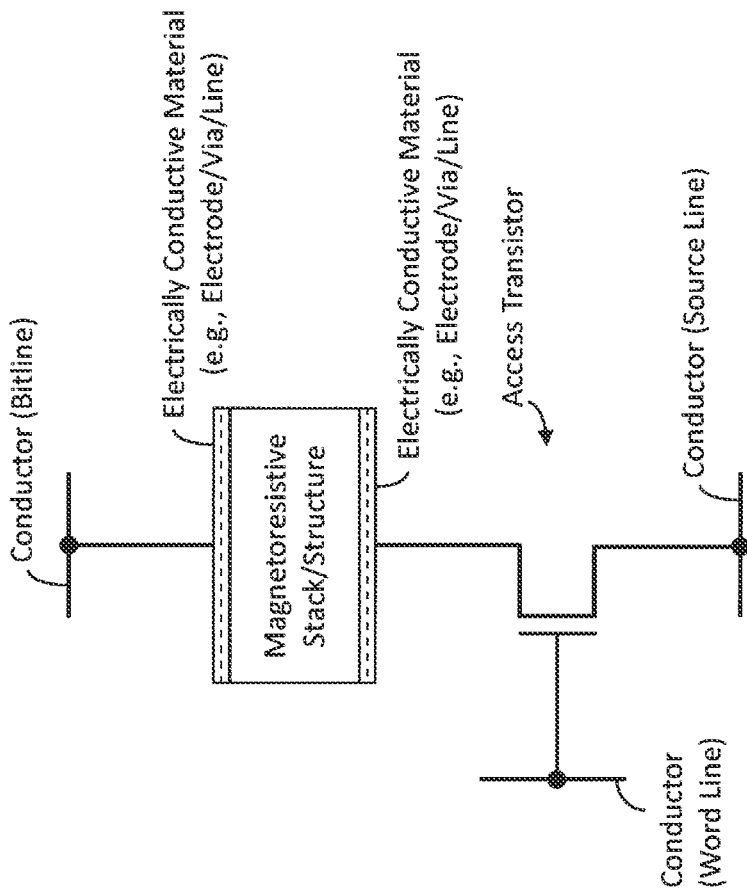 Conductor (Bitline)
Electrically Conductive Material
(e.g., Electrode/Via/Line)
Magnetoresistive
Stack/Structure
Electrically Conductive Material
(e.g., Electrode/Via/Line)
Access Transistor
Conductor (Source Line)
Conductor
(Word Line)